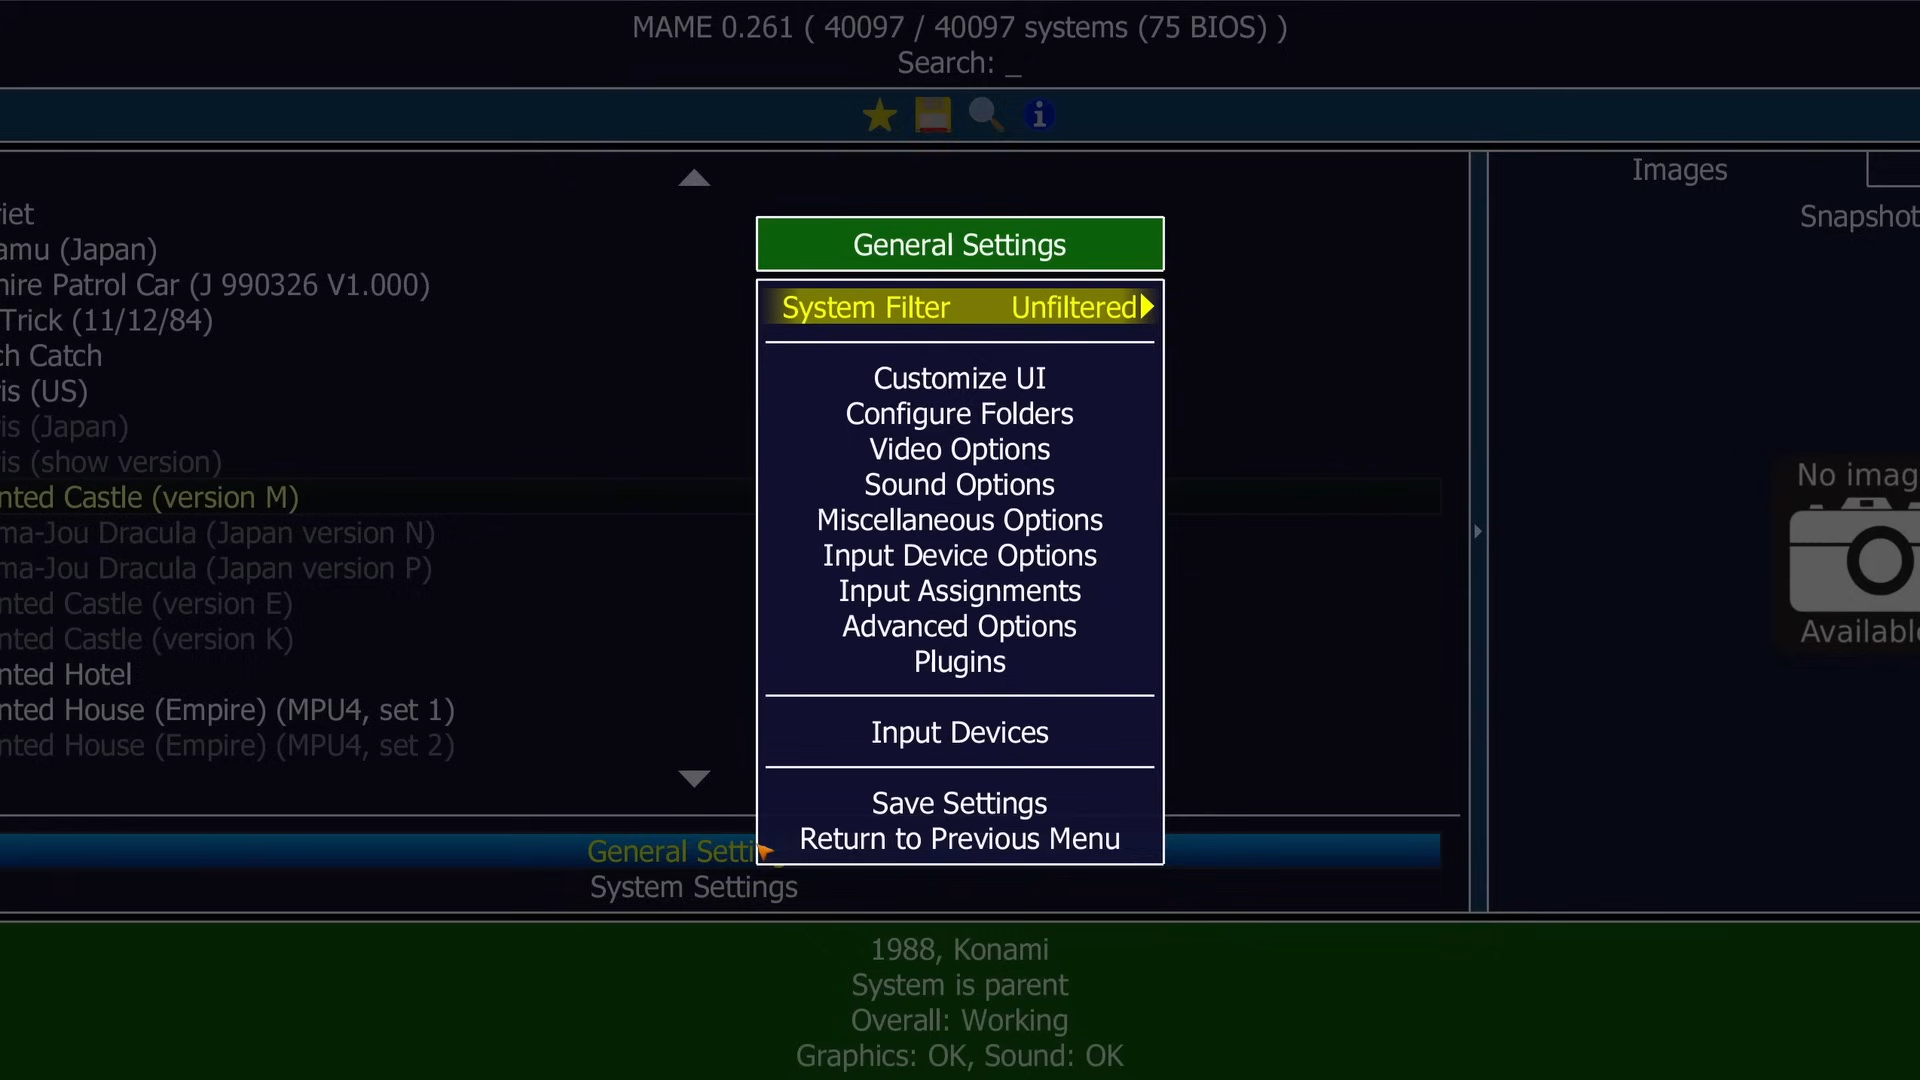 MAME 0.261 ( 40097 / 40097 systems (75 BIOS) )
Search: _
Images
Snapshot
iet
amu (Japan)
ire Patrol Car (J 990326 V1.000)
Trick (11/12/84)
ch Catch
is (US)
is (Japan)
is (show version)
nted Castle (version M)
ma-Jou Dracula (Japan version N)
ma-Jou Dracula (Japan version P)
nted Castle (version E)
nted Castle (version K)
nted Hotel
nted House (Empire) (MPU4, set 1)
nted House (Empire) (MPU4, set 2)
General Settings
System Filter Unfiltered
Customize UI
Configure Folders
Video Options
Sound Options
Miscellaneous Options
Input Device Options
Input Assignments
Advanced Options
Plugins
Input Devices
Save Settings
Return to Previous Menu
No imag
Available
General Setti
System Settings
1988, Konami
System is parent
Overall: Working
Graphics: OK, Sound: OK